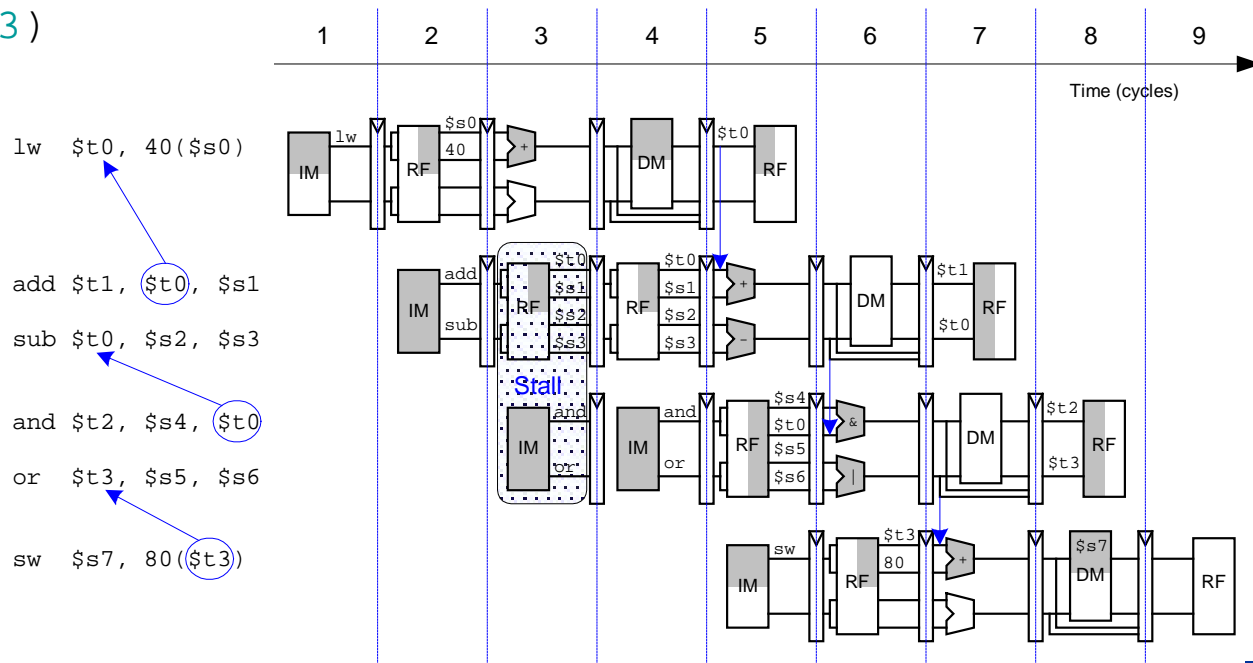 3)
1 2 3 4 5 6 7 8 9
Time (cycles)
lw $t0, 40($s0)
IM lw RF $s0 40 + DM $t0 RF
add $t1, $t0, $s1
sub $t0, $s2, $s3
IM add sub RF $t0 $s1 $s2 $s3 RF $t0 $s1 $s2 $s3 + - DM $t1 $t0 RF
Stall
and $t2, $s4, $t0
or $t3, $s5, $s6
IM and or IM and or RF $s4 $t0 $s5 $s6 & | DM $t2 $t3 RF
sw $s7, 80($t3)
IM sw RF $t3 80 + $s7 DM RF